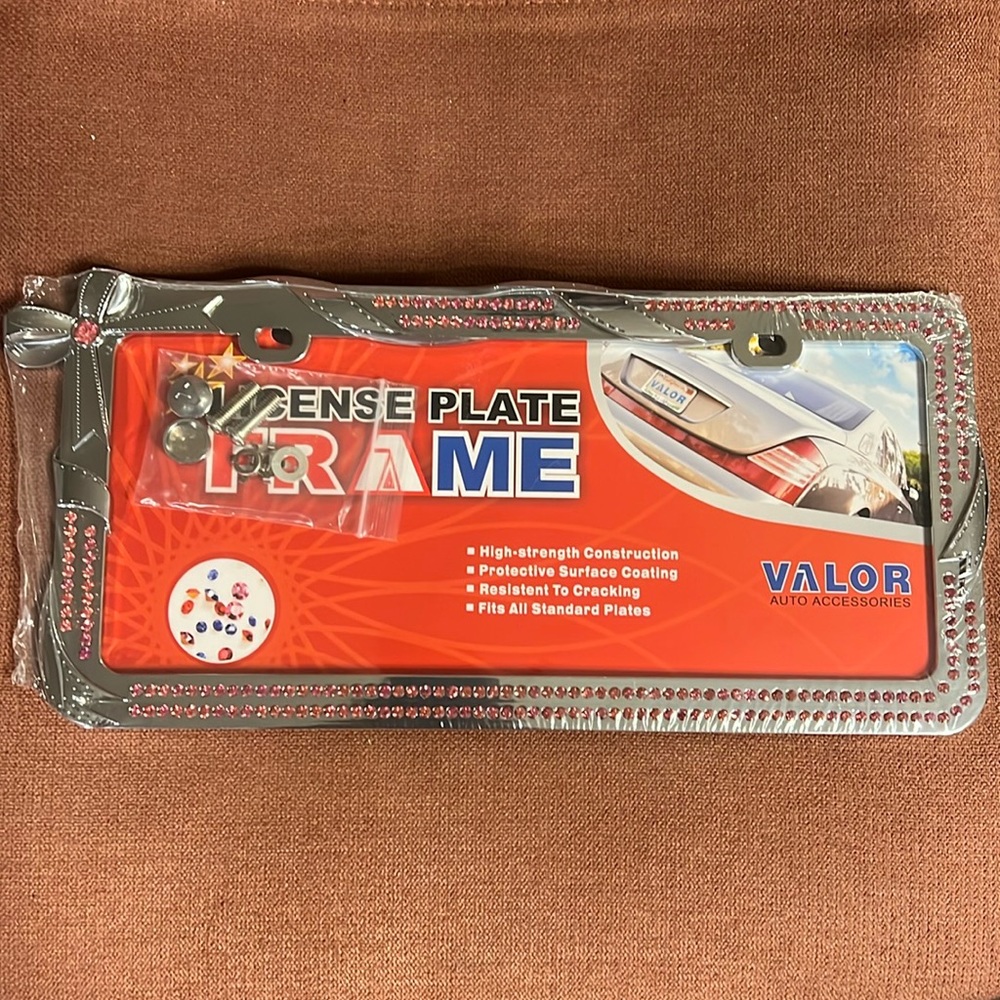 LICENSE PLATE
FRAME
VALOR
■ High-strength Construction
■ Protective Surface Coating
■ Resistent To Cracking
■ Fits All Standard Plates
VALOR
AUTO ACCESSORIES